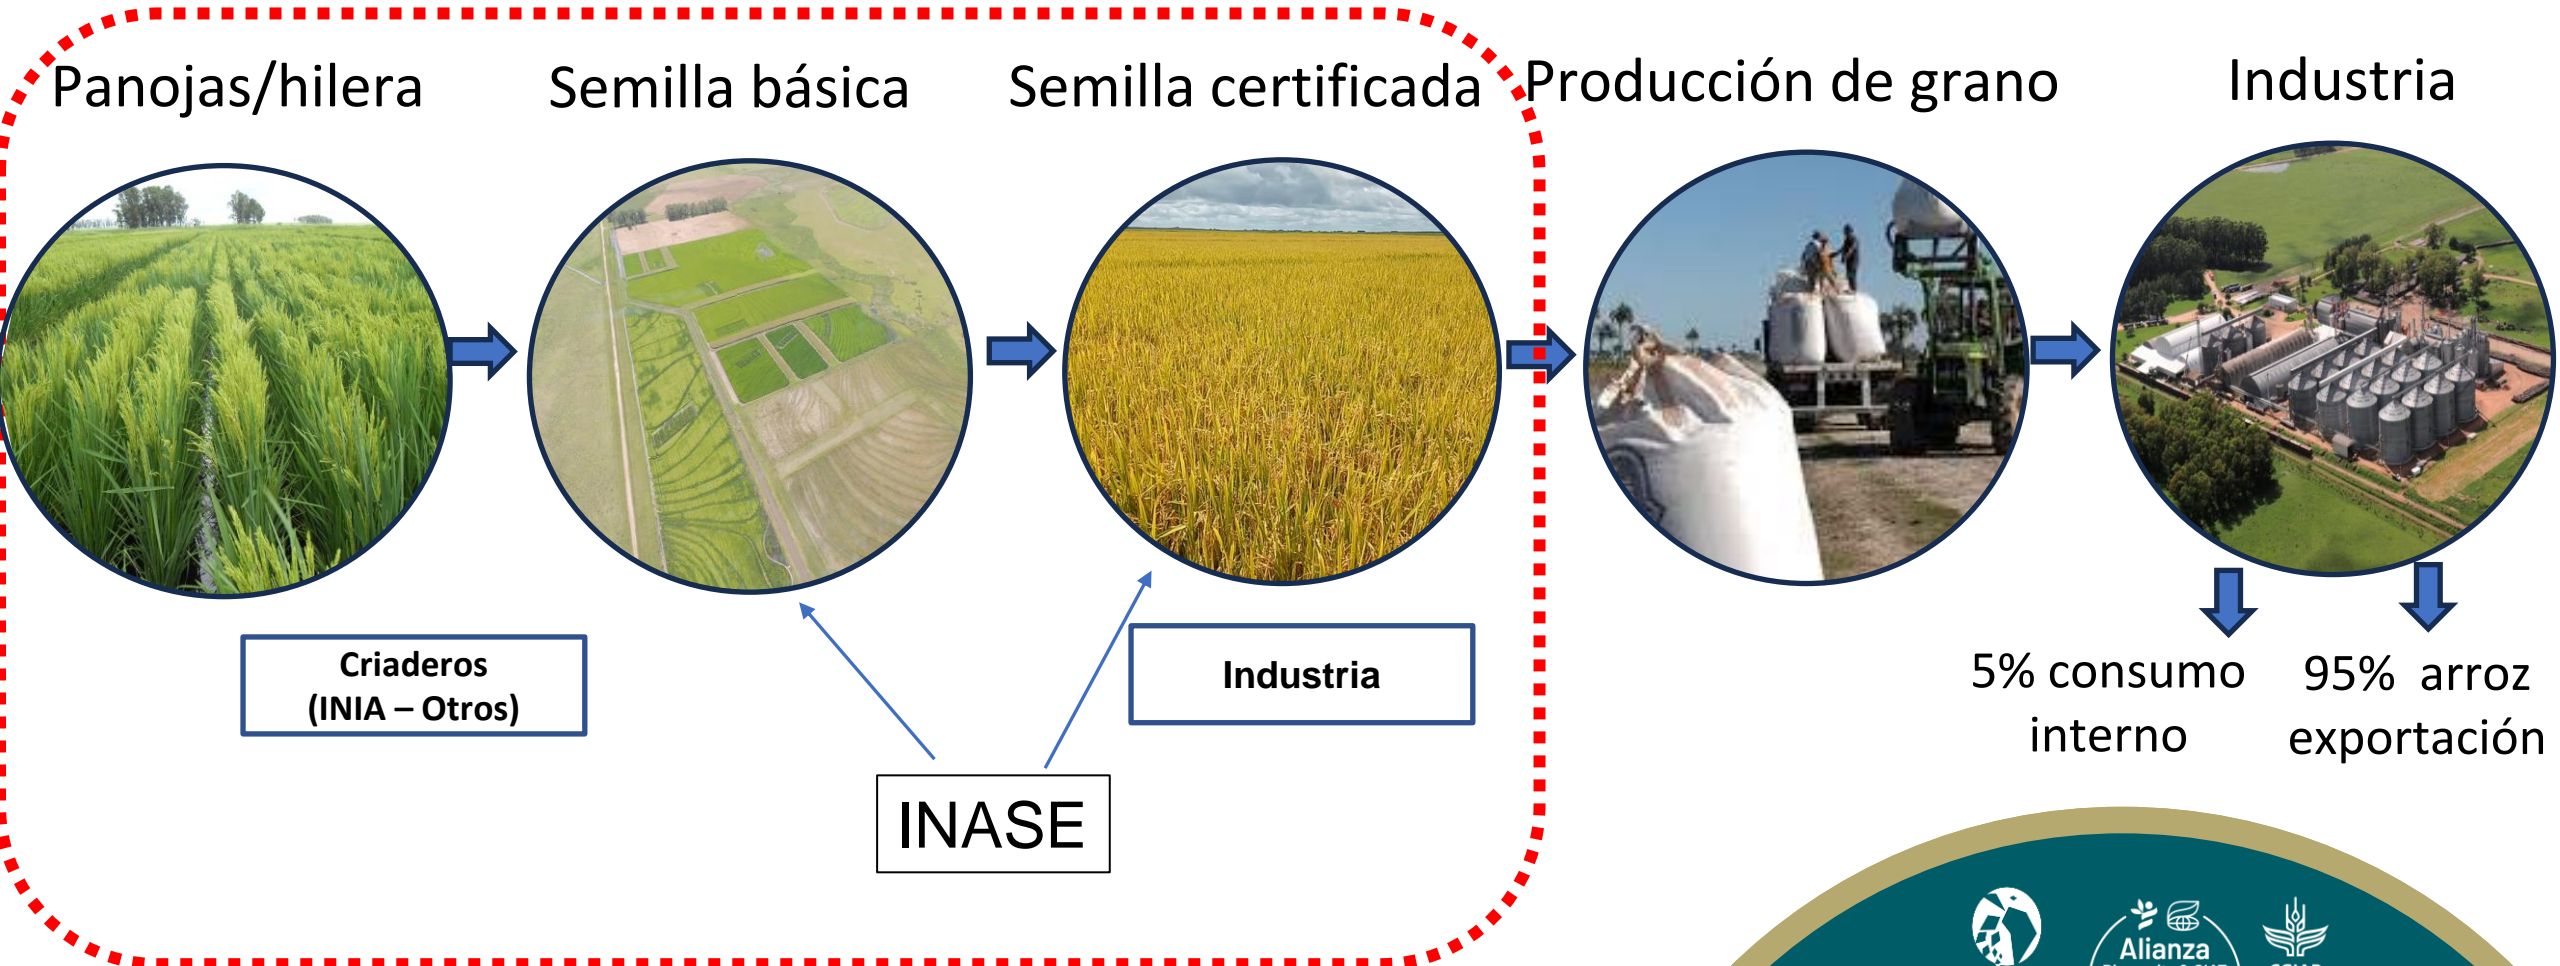 Panojas/hilera
Semilla básica
Semilla certificada
Producción de grano
Industria
Criaderos
(INIA – Otros)
Industria
INASE
5% consumo
interno
95% arroz
exportación
Alianza